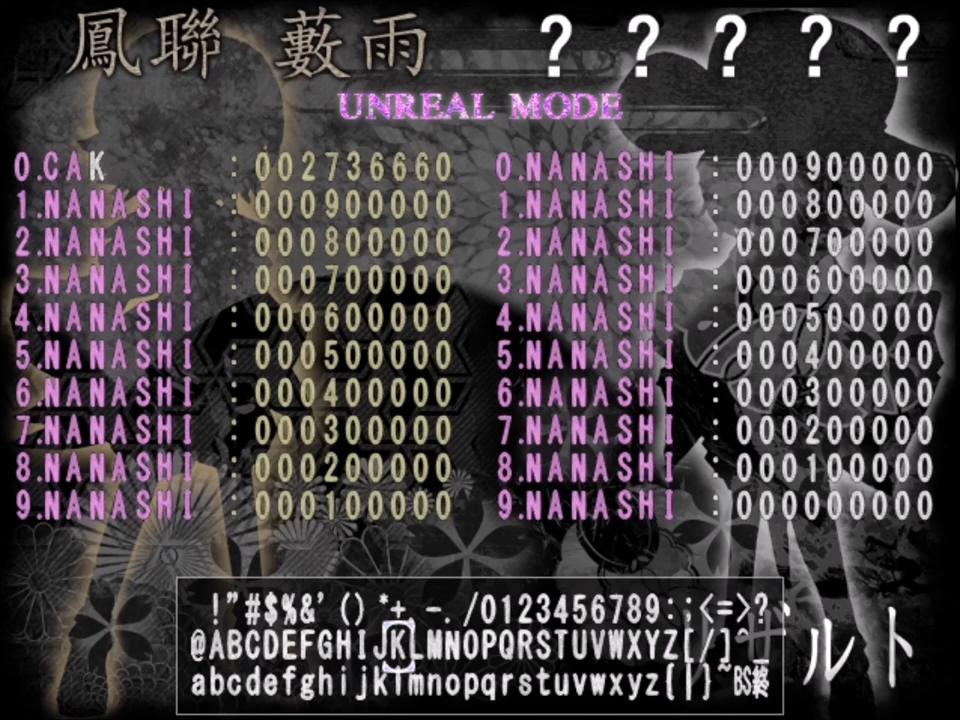 鳳聯 藪雨 ? ? ? ? ?
UNREAL MODE
0.CAK : 002736660 0.NANASHI : 000900000
1.NANASHI : 000900000 1.NANASHI : 000800000
2.NANASHI : 000800000 2.NANASHI : 000700000
3.NANASHI : 000700000 3.NANASHI : 000600000
4.NANASHI : 000600000 4.NANASHI : 000500000
5.NANASHI : 000500000 5.NANASHI : 000400000
6.NANASHI : 000400000 6.NANASHI : 000300000
7.NANASHI : 000300000 7.NANASHI : 000200000
8.NANASHI : 000200000 8.NANASHI : 000100000
9.NANASHI : 000100000 9.NANASHI : 000000000
!"#$%&'()*+ -./0123456789:;<=>?
@ABCDEFGHIJKLMNOPQRSTUVWXYZ[/]^_
abcdefghijklmnopqrstuvwxyz{|}~BS終
ルト